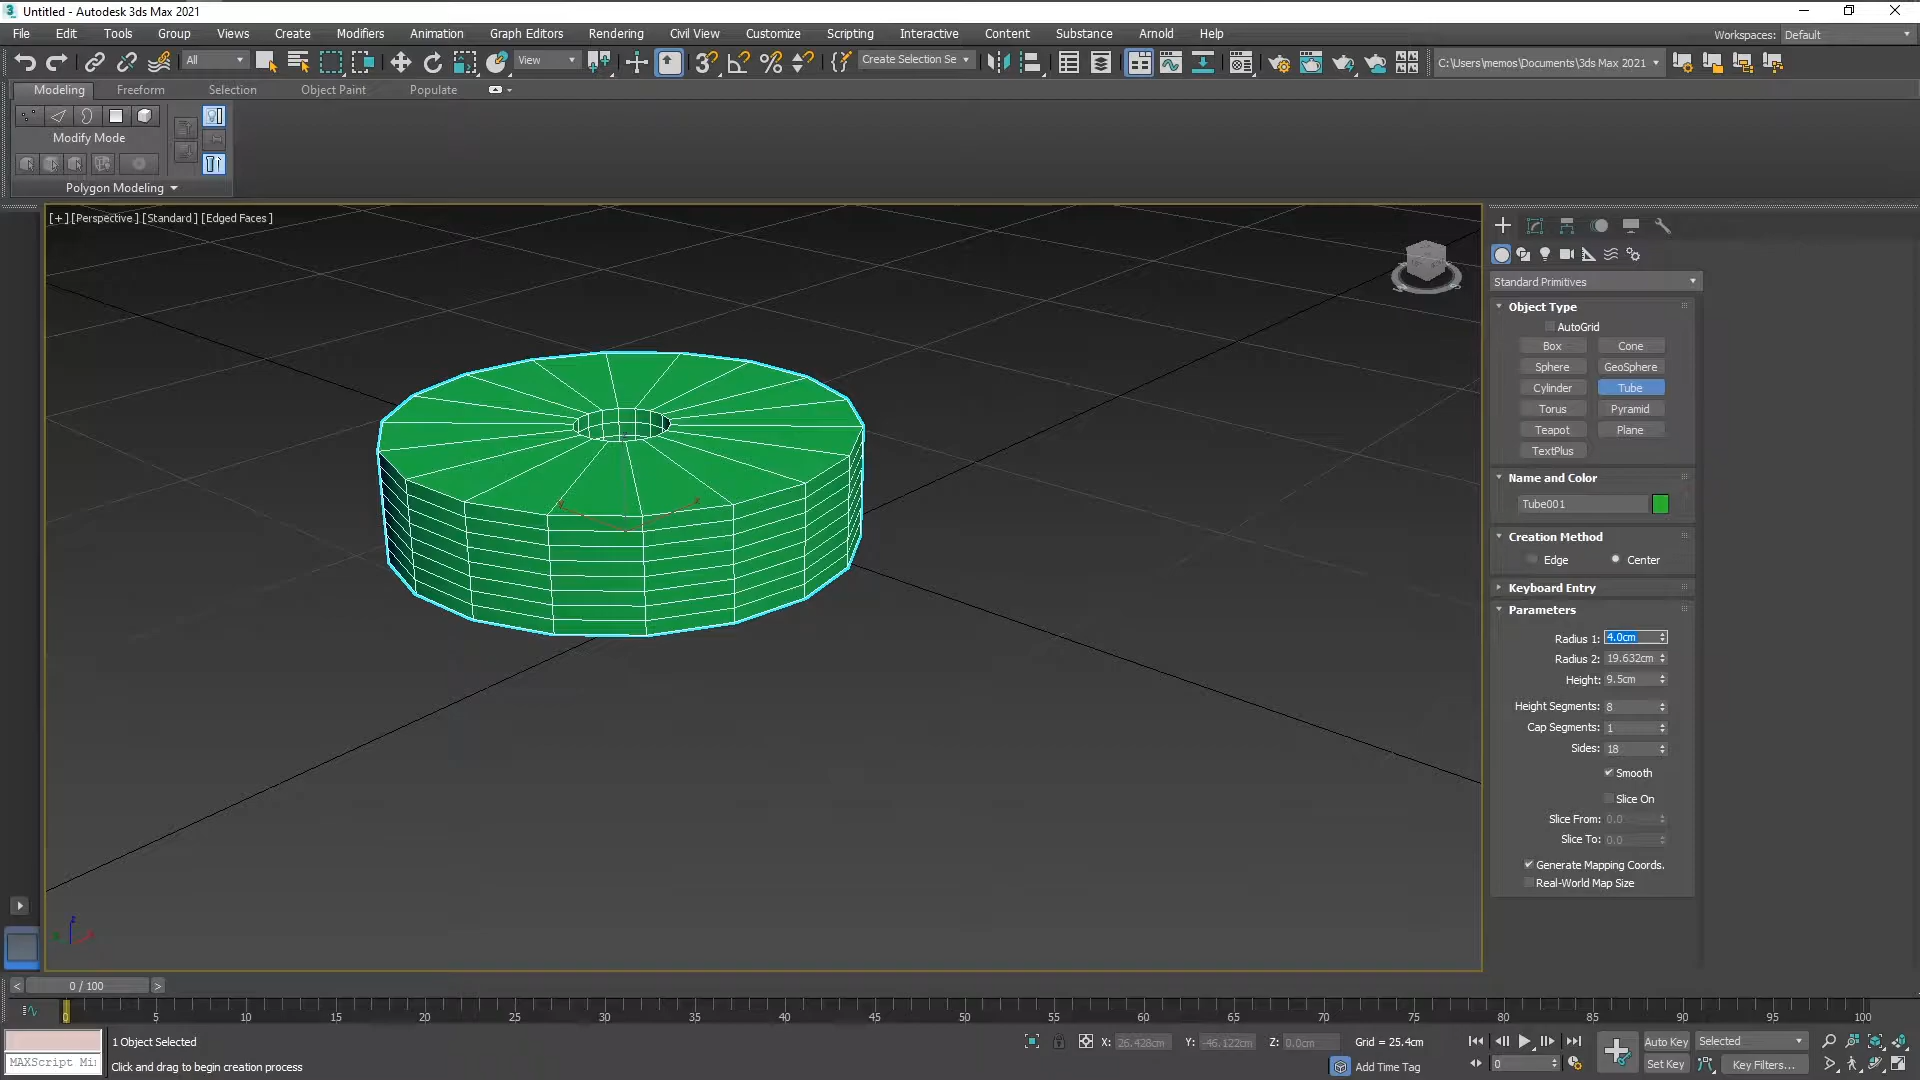 Untitled - Autodesk 3ds Max 2021
File Edit Tools Group Views Create Modifiers Animation Graph Editors Rendering Civil View Customize Scripting Interactive Content Substance Arnold Help
Workspaces: Default
All View Create Selection Se C:\Users\memos\Documents\3ds Max 2021
Modeling Freeform Selection Object Paint Populate
Modify Mode
Polygon Modeling
[+] [Perspective] [Standard] [Edged Faces]
Standard Primitives
Object Type
AutoGrid
Box Cone
Sphere GeoSphere
Cylinder Tube
Torus Pyramid
Teapot Plane
TextPlus
Name and Color
Tube001
Creation Method
Edge Center
Keyboard Entry
Parameters
Radius 1: 4.0cm
Radius 2: 19.632cm
Height: 9.5cm
Height Segments: 8
Cap Segments: 1
Sides: 18
Smooth
Slice On
Slice From: 0.0
Slice To: 0.0
Generate Mapping Coords.
Real-World Map Size
< 0 / 100 >
0 5 10 15 20 25 30 35 40 45 50 55 60 65 70 75 80 85 90 95 100
1 Object Selected X: 26.428cm Y: -46.122cm Z: 0.0cm Grid = 25.4cm Auto Key Selected
MAXScript Mi Click and drag to begin creation process Add Time Tag 0 Set Key Key Filters...